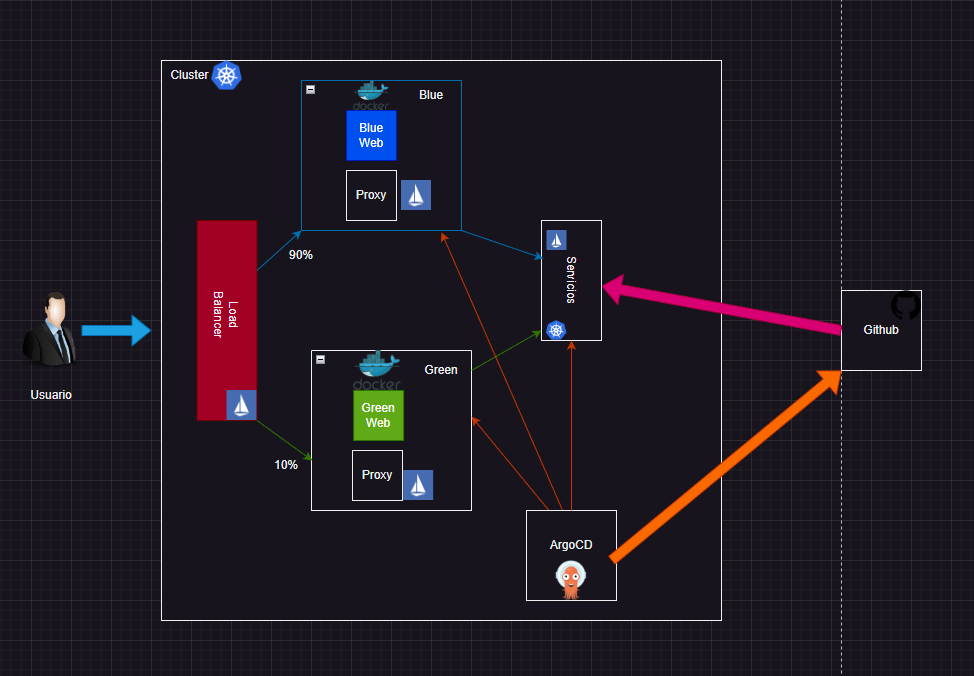 Cluster
docker
Blue
Blue
Web
Proxy
90%
Servicios
Load
Balancer
Github
Usuario
docker
Green
Green
Web
10%
Proxy
ArgoCD